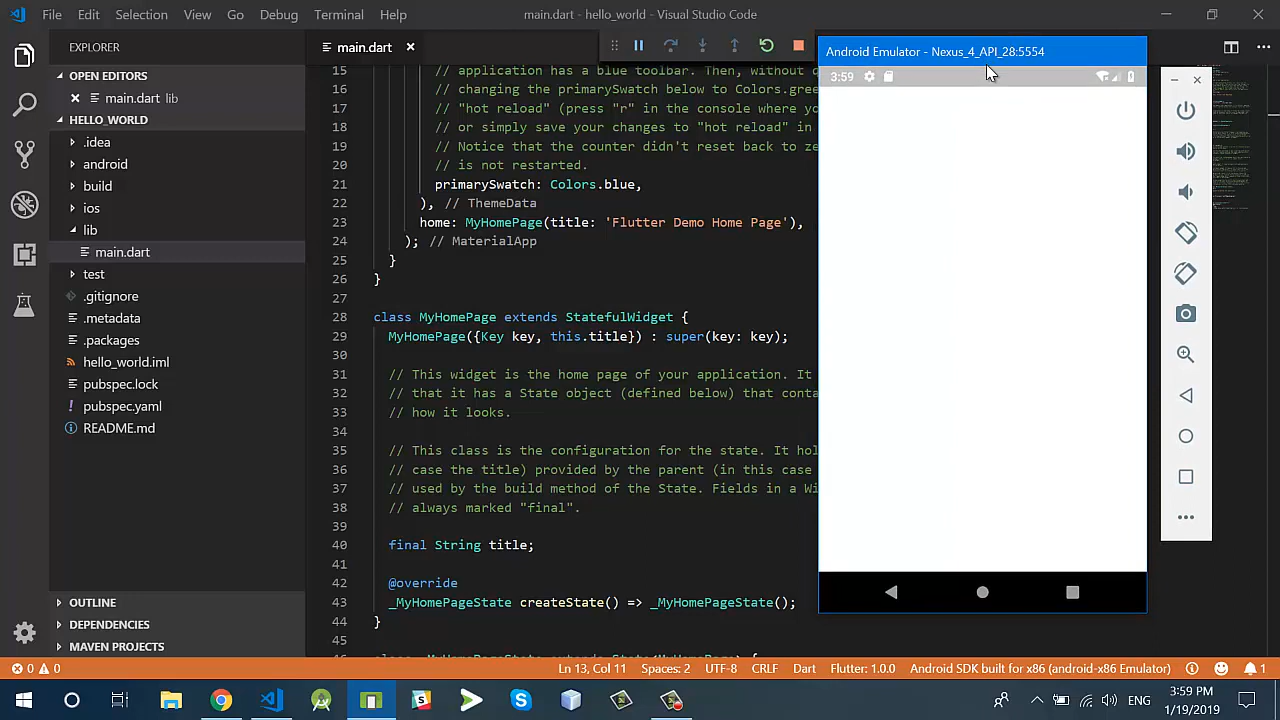 File Edit Selection View Go Debug Terminal Help
main.dart - hello_world - Visual Studio Code
EXPLORER
OPEN EDITORS
main.dart lib
HELLO_WORLD
.idea
android
build
ios
lib
main.dart
test
.gitignore
.metadata
.packages
hello_world.iml
pubspec.lock
pubspec.yaml
README.md
OUTLINE
DEPENDENCIES
MAVEN PROJECTS
main.dart
15 // application has a blue toolbar. Then, without
16 // changing the primarySwatch below to
17 // "hot reload" (press "r" in the console where
18 // or simply save your changes to "hot reload" in
19 // Notice that the counter didn't reset back to
20 // is not restarted.
21 primarySwatch: Colors.blue,
22 ), // ThemeData
23 home: MyHomePage(title: 'Flutter Demo Home Page'),
24 ); // MaterialApp
25 }
26 }
27
28 class MyHomePage extends StatefulWidget {
29 MyHomePage({Key key, this.title}) : super(key: key);
30
31 // This widget is the home page of your application. It
32 // that it has a State object (defined below) that
33 // how it looks.
34
35 // This class is the configuration for the state. It
36 // case the title) provided by the parent (in this case
37 // used by the build method of the State. Fields in a
38 // always marked "final".
39
40 final String title;
41
42 @override
43 _MyHomePageState createState() => _MyHomePageState();
44 }
45
Android Emulator - Nexus_4_API_28:5554
3:59
0 0
Ln 13, Col 11 Spaces: 2 UTF-8 CRLF Dart Flutter: 1.0.0 Android SDK built for x86 (android-x86 Emulator) 1
ENG
3:59 PM
1/19/2019